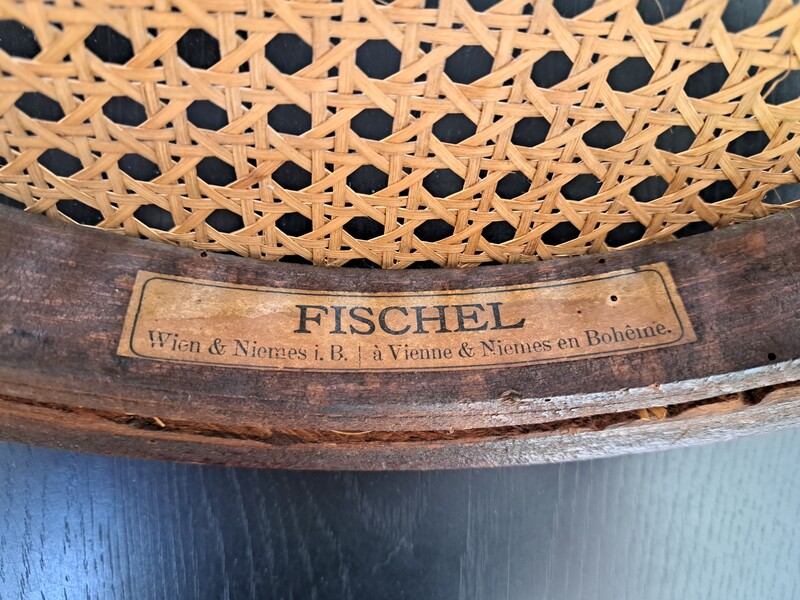 FISCHEL
Wien & Niemes i. B. | à Vienne & Niemes en Bohême.